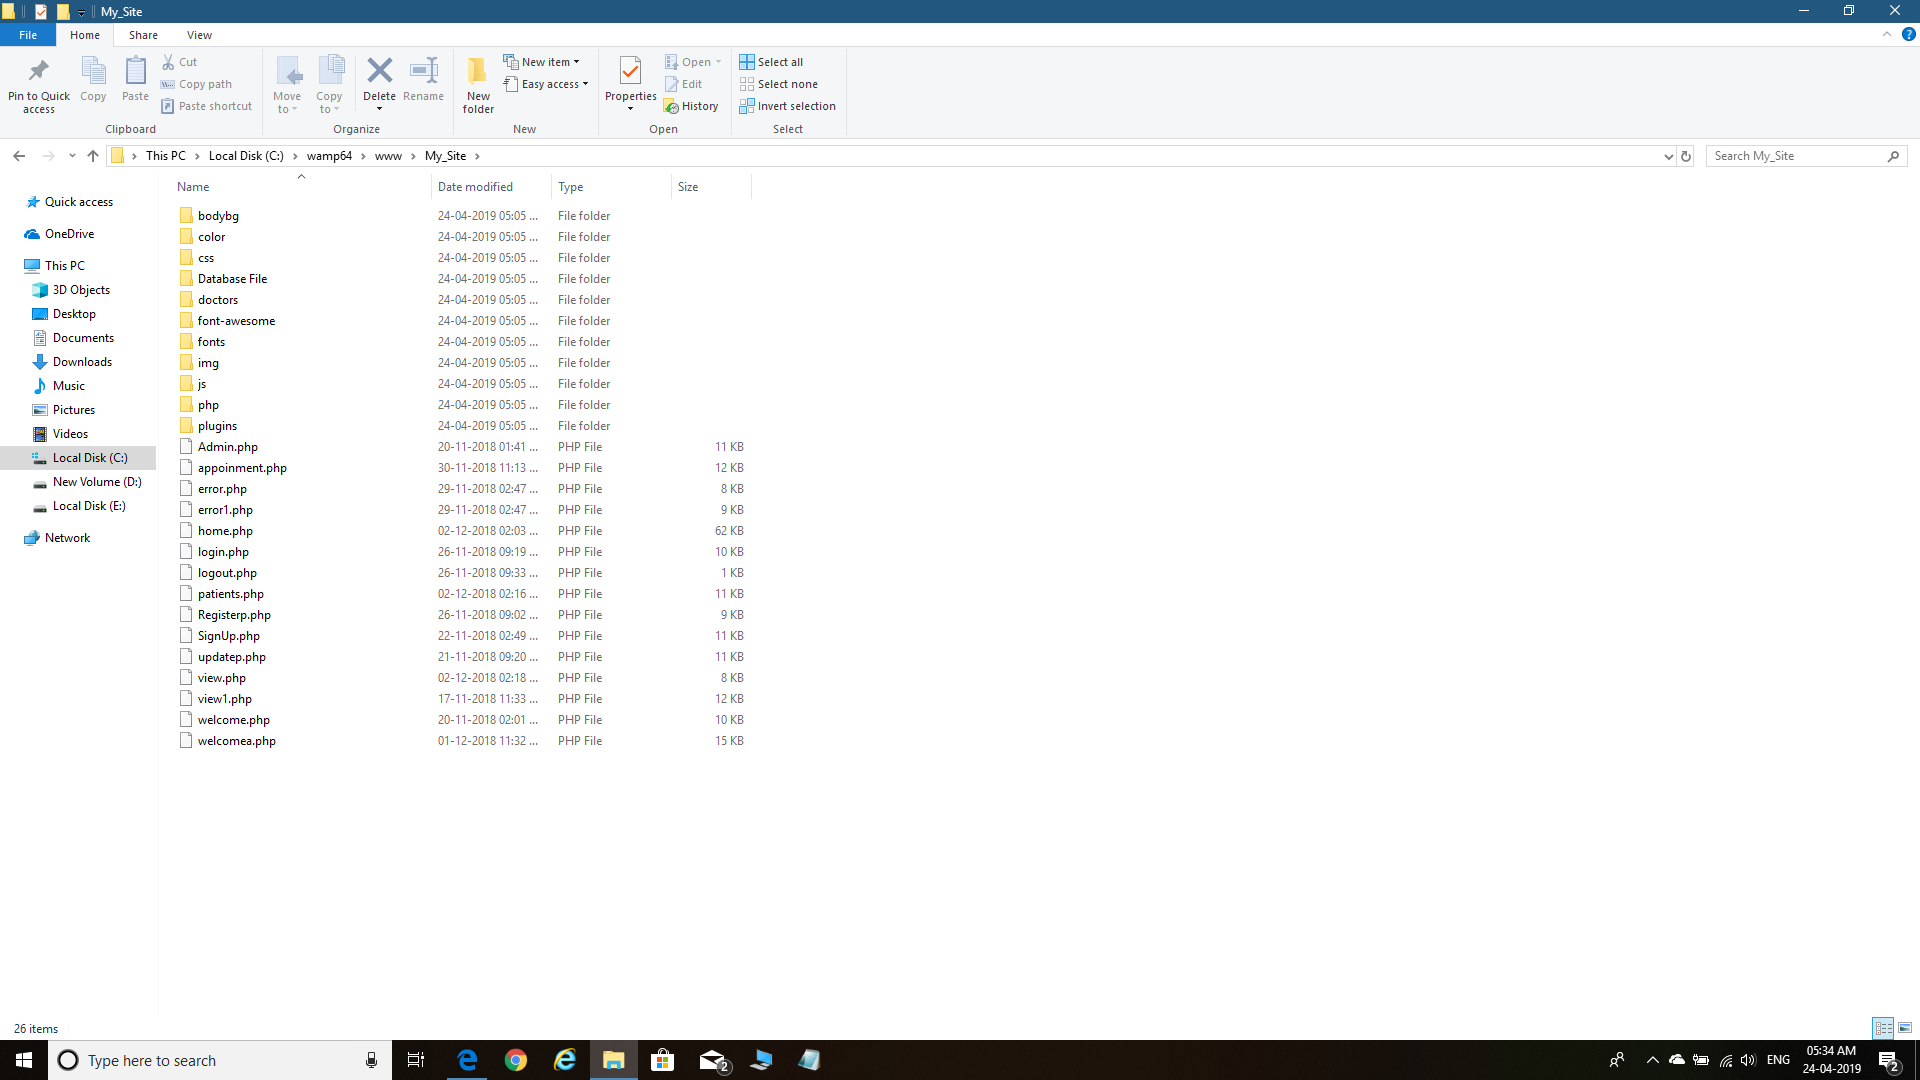 My_Site
File Home Share View
Pin to Quick access
Copy
Paste
Cut
Copy path
Paste shortcut
Clipboard
Move to
Copy to
Delete
Rename
Organize
New folder
New item
Easy access
New
Properties
Open
Edit
History
Open
Select all
Select none
Invert selection
Select
This PC Local Disk (C:) wamp64 www My_Site
Search My_Site
Quick access
OneDrive
This PC
3D Objects
Desktop
Documents
Downloads
Music
Pictures
Videos
Local Disk (C:)
New Volume (D:)
Local Disk (E:)
Network
Name Date modified Type Size
bodybg 24-04-2019 05:05 ... File folder
color 24-04-2019 05:05 ... File folder
css 24-04-2019 05:05 ... File folder
Database File 24-04-2019 05:05 ... File folder
doctors 24-04-2019 05:05 ... File folder
font-awesome 24-04-2019 05:05 ... File folder
fonts 24-04-2019 05:05 ... File folder
img 24-04-2019 05:05 ... File folder
js 24-04-2019 05:05 ... File folder
php 24-04-2019 05:05 ... File folder
plugins 24-04-2019 05:05 ... File folder
Admin.php 20-11-2018 01:41 ... PHP File 11 KB
appoinment.php 30-11-2018 11:13 ... PHP File 12 KB
error.php 29-11-2018 02:47 ... PHP File 8 KB
error1.php 29-11-2018 02:47 ... PHP File 9 KB
home.php 02-12-2018 02:03 ... PHP File 62 KB
login.php 26-11-2018 09:19 ... PHP File 10 KB
logout.php 26-11-2018 09:33 ... PHP File 1 KB
patients.php 02-12-2018 02:16 ... PHP File 11 KB
Registerp.php 26-11-2018 09:02 ... PHP File 9 KB
SignUp.php 22-11-2018 02:49 ... PHP File 11 KB
updatep.php 21-11-2018 09:20 ... PHP File 11 KB
view.php 02-12-2018 02:18 ... PHP File 8 KB
view1.php 17-11-2018 11:33 ... PHP File 12 KB
welcome.php 20-11-2018 02:01 ... PHP File 10 KB
welcomea.php 01-12-2018 11:32 ... PHP File 15 KB
26 items
Type here to search
2
ENG
05:34 AM
24-04-2019
2